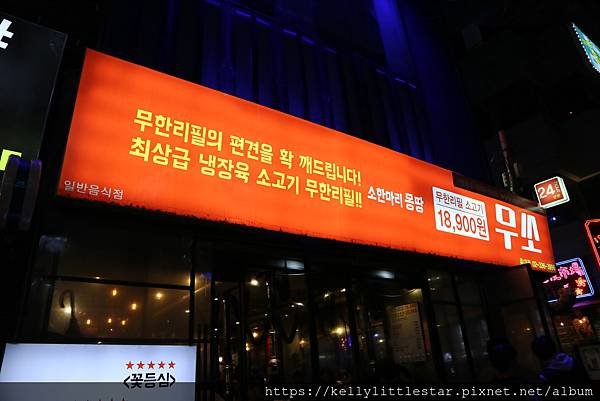 무한리필의 편견을 확 깨드립니다!
최상급 냉장육 소고기 무한리필!!
소한마리 몽땅
무한리필 소고기
18,900원
무쏘
일반음식점
24
★★★★★
<꽃등심>
https://kellylittlestar.pixnet.net/album